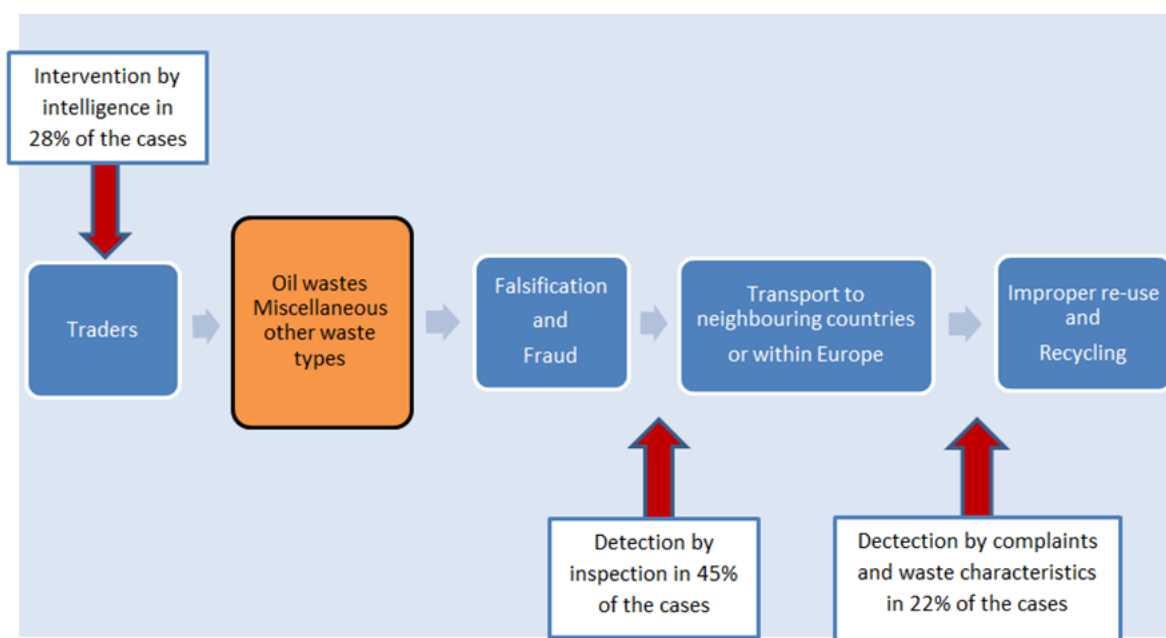 Intervention by
intelligence in
28% of the cases
Traders
Oil wastes
Miscellaneous
other waste
types
Falsification
and
Fraud
Transport to
neighbouring countries
or within Europe
Improper re-use
and
Recycling
Detection by
inspection in 45%
of the cases
Dectection by complaints
and waste characteristics
in 22% of the cases